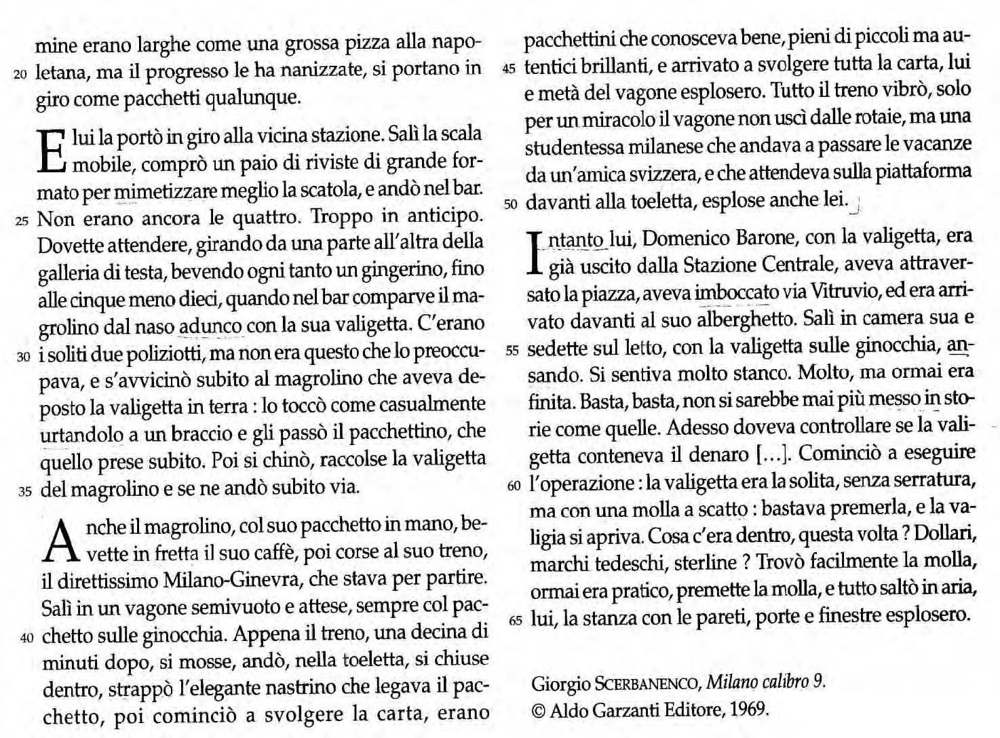 mine erano larghe come una grossa pizza alla napo-
20 letana, ma il progresso le ha nanizzate, si portano in
giro come pacchetti qualunque.
E lui la portò in giro alla vicina stazione. Salì la scala
mobile, comprò un paio di riviste di grande for-
mato per mimetizzare meglio la scatola, e andò nel bar.
25 Non erano ancora le quattro. Troppo in anticipo.
Dovette attendere, girando da una parte all'altra della
galleria di testa, bevendo ogni tanto un gingerino, fino
alle cinque meno dieci, quando nel bar comparve il ma-
grolino dal naso adunco con la sua valigetta. C'erano
30 i soliti due poliziotti, ma non era questo che lo preoccu-
pava, e s'avvicinò subito al magrolino che aveva de-
posto la valigetta in terra : lo toccò come casualmente
urtandolo a un braccio e gli passò il pacchettino, che
quello prese subito. Poi si chinò, raccolse la valigetta
35 del magrolino e se ne andò subito via.
Anche il magrolino, col suo pacchetto in mano, be-
vette in fretta il suo caffè, poi corse al suo treno,
il direttissimo Milano-Ginevra, che stava per partire.
Salì in un vagone semivuoto e attese, sempre col pac-
40 chetto sulle ginocchia. Appena il treno, una decina di
minuti dopo, si mosse, andò, nella toeletta, si chiuse
dentro, strappò l'elegante nastrino che legava il pac-
chetto, poi cominciò a svolgere la carta, erano
pacchettini che conosceva bene, pieni di piccoli ma au-
45 tentici brillanti, e arrivato a svolgere tutta la carta, lui
e metà del vagone esplosero. Tutto il treno vibrò, solo
per un miracolo il vagone non uscì dalle rotaie, ma una
studentessa milanese che andava a passare le vacanze
da un'amica svizzera, e che attendeva sulla piattaforma
50 davanti alla toeletta, esplose anche lei.
Intanto lui, Domenico Barone, con la valigetta, era
già uscito dalla Stazione Centrale, aveva attraver-
sato la piazza, aveva imboccato via Vitruvio, ed era arri-
vato davanti al suo alberghetto. Salì in camera sua e
55 sedette sul letto, con la valigetta sulle ginocchia, an-
sando. Si sentiva molto stanco. Molto, ma ormai era
finita. Basta, basta, non si sarebbe mai più messo in sto-
rie come quelle. Adesso doveva controllare se la vali-
getta conteneva il denaro [...]. Cominciò a eseguire
60 l'operazione : la valigetta era la solita, senza serratura,
ma con una molla a scatto : bastava premerla, e la va-
ligia si apriva. Cosa c'era dentro, questa volta ? Dollari,
marchi tedeschi, sterline ? Trovò facilmente la molla,
ormai era pratico, premette la molla, e tutto saltò in aria,
65 lui, la stanza con le pareti, porte e finestre esplosero.
Giorgio SCERBANENCO, Milano calibro 9.
© Aldo Garzanti Editore, 1969.